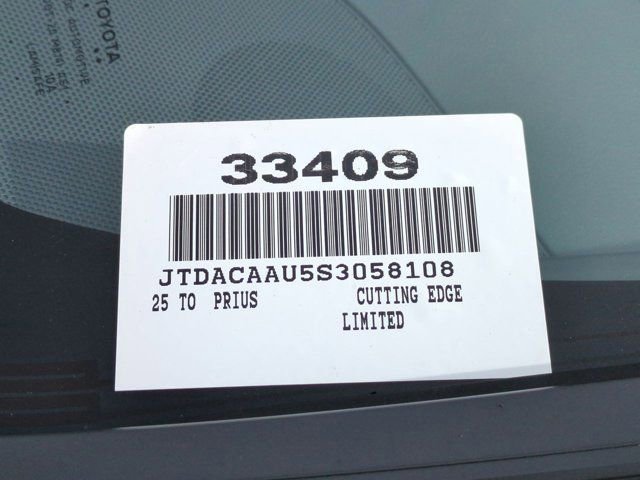 TOYOTA
33409
JTDACAAU5S3058108
25 TO PRIUS CUTTING EDGE
LIMITED